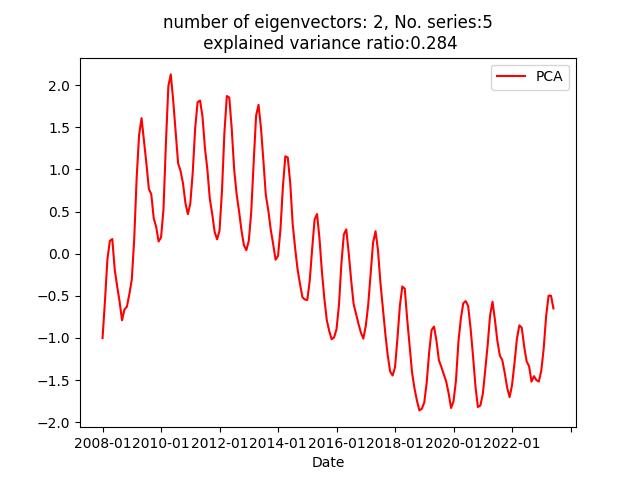 number of eigenvectors: 2, No. series:5
explained variance ratio:0.284
PCA
2.0
1.5
1.0
0.5
0.0
−0.5
−1.0
−1.5
−2.0
2008-01 2010-01 2012-01 2014-01 2016-01 2018-01 2020-01 2022-01
Date